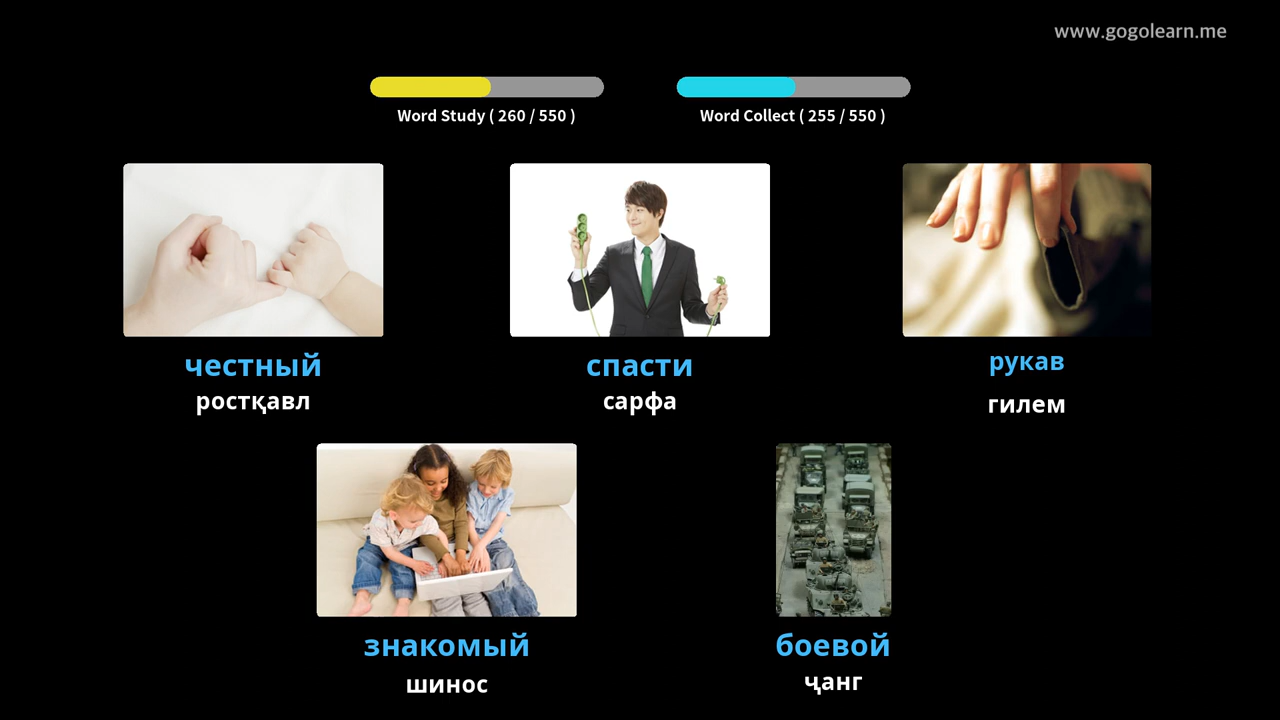 www.gogolearn.me
Word Study ( 260 / 550 )
Word Collect ( 255 / 550 )
честный
ростқавл
спасти
сарфа
рукав
гилем
знакомый
шинос
боевой
ҷанг